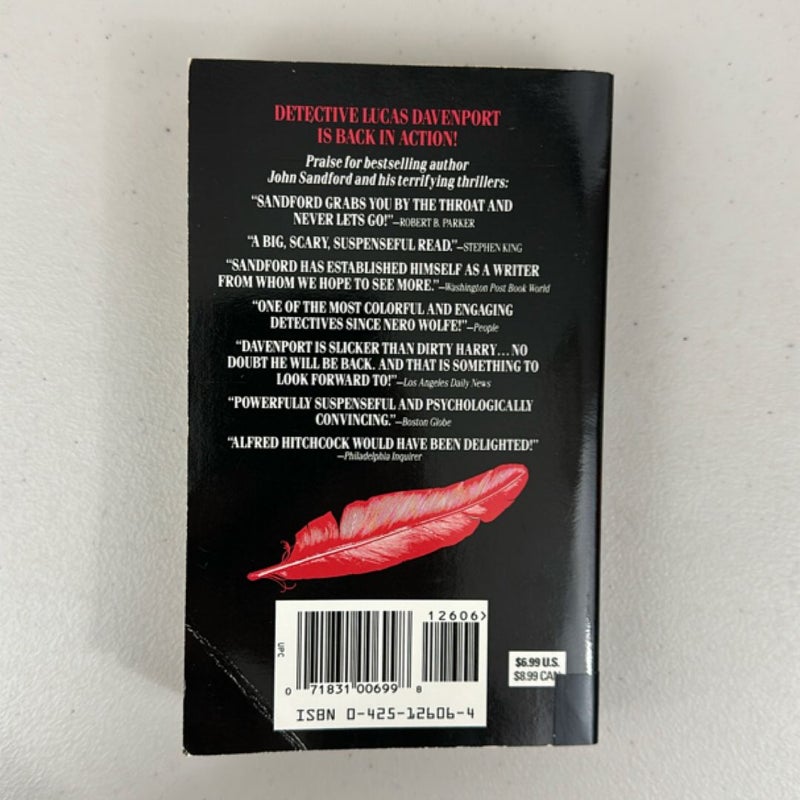 DETECTIVE LUCAS DAVENPORT
IS BACK IN ACTION!
Praise for bestselling author
John Sandford and his terrifying thrillers:
"SANDFORD GRABS YOU BY THE THROAT AND
NEVER LETS GO!"—ROBERT B. PARKER
"A BIG, SCARY, SUSPENSEFUL READ."—STEPHEN KING
"SANDFORD HAS ESTABLISHED HIMSELF AS A WRITER
FROM WHOM WE HOPE TO SEE MORE."—Washington Post Book World
"ONE OF THE MOST COLORFUL AND ENGAGING
DETECTIVES SINCE NERO WOLFE!"—People
"DAVENPORT IS SLICKER THAN DIRTY HARRY...NO
DOUBT HE WILL BE BACK. AND THAT IS SOMETHING TO
LOOK FORWARD TO!"—Los Angeles Daily News
"POWERFULLY SUSPENSEFUL AND PSYCHOLOGICALLY
CONVINCING."—Boston Globe
"ALFRED HITCHCOCK WOULD HAVE BEEN DELIGHTED!"
—Philadelphia Inquirer
12606>
UPC
0 71831 00699 8
ISBN 0-425-12606-4
$6.99 U.S.
$8.99 CAN